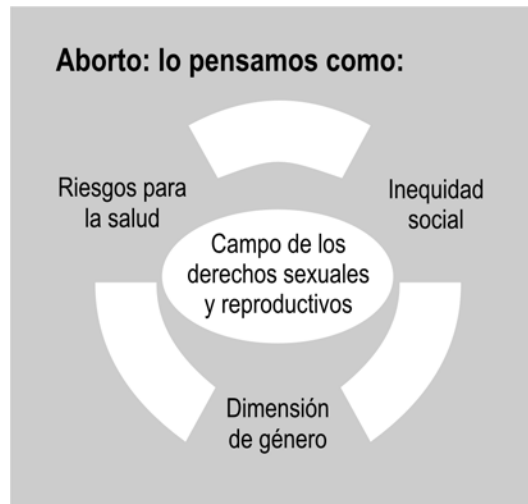 Aborto: lo pensamos como:
Riesgos para
la salud
Inequidad
social
Campo de los
derechos sexuales
y reproductivos
Dimensión
de género